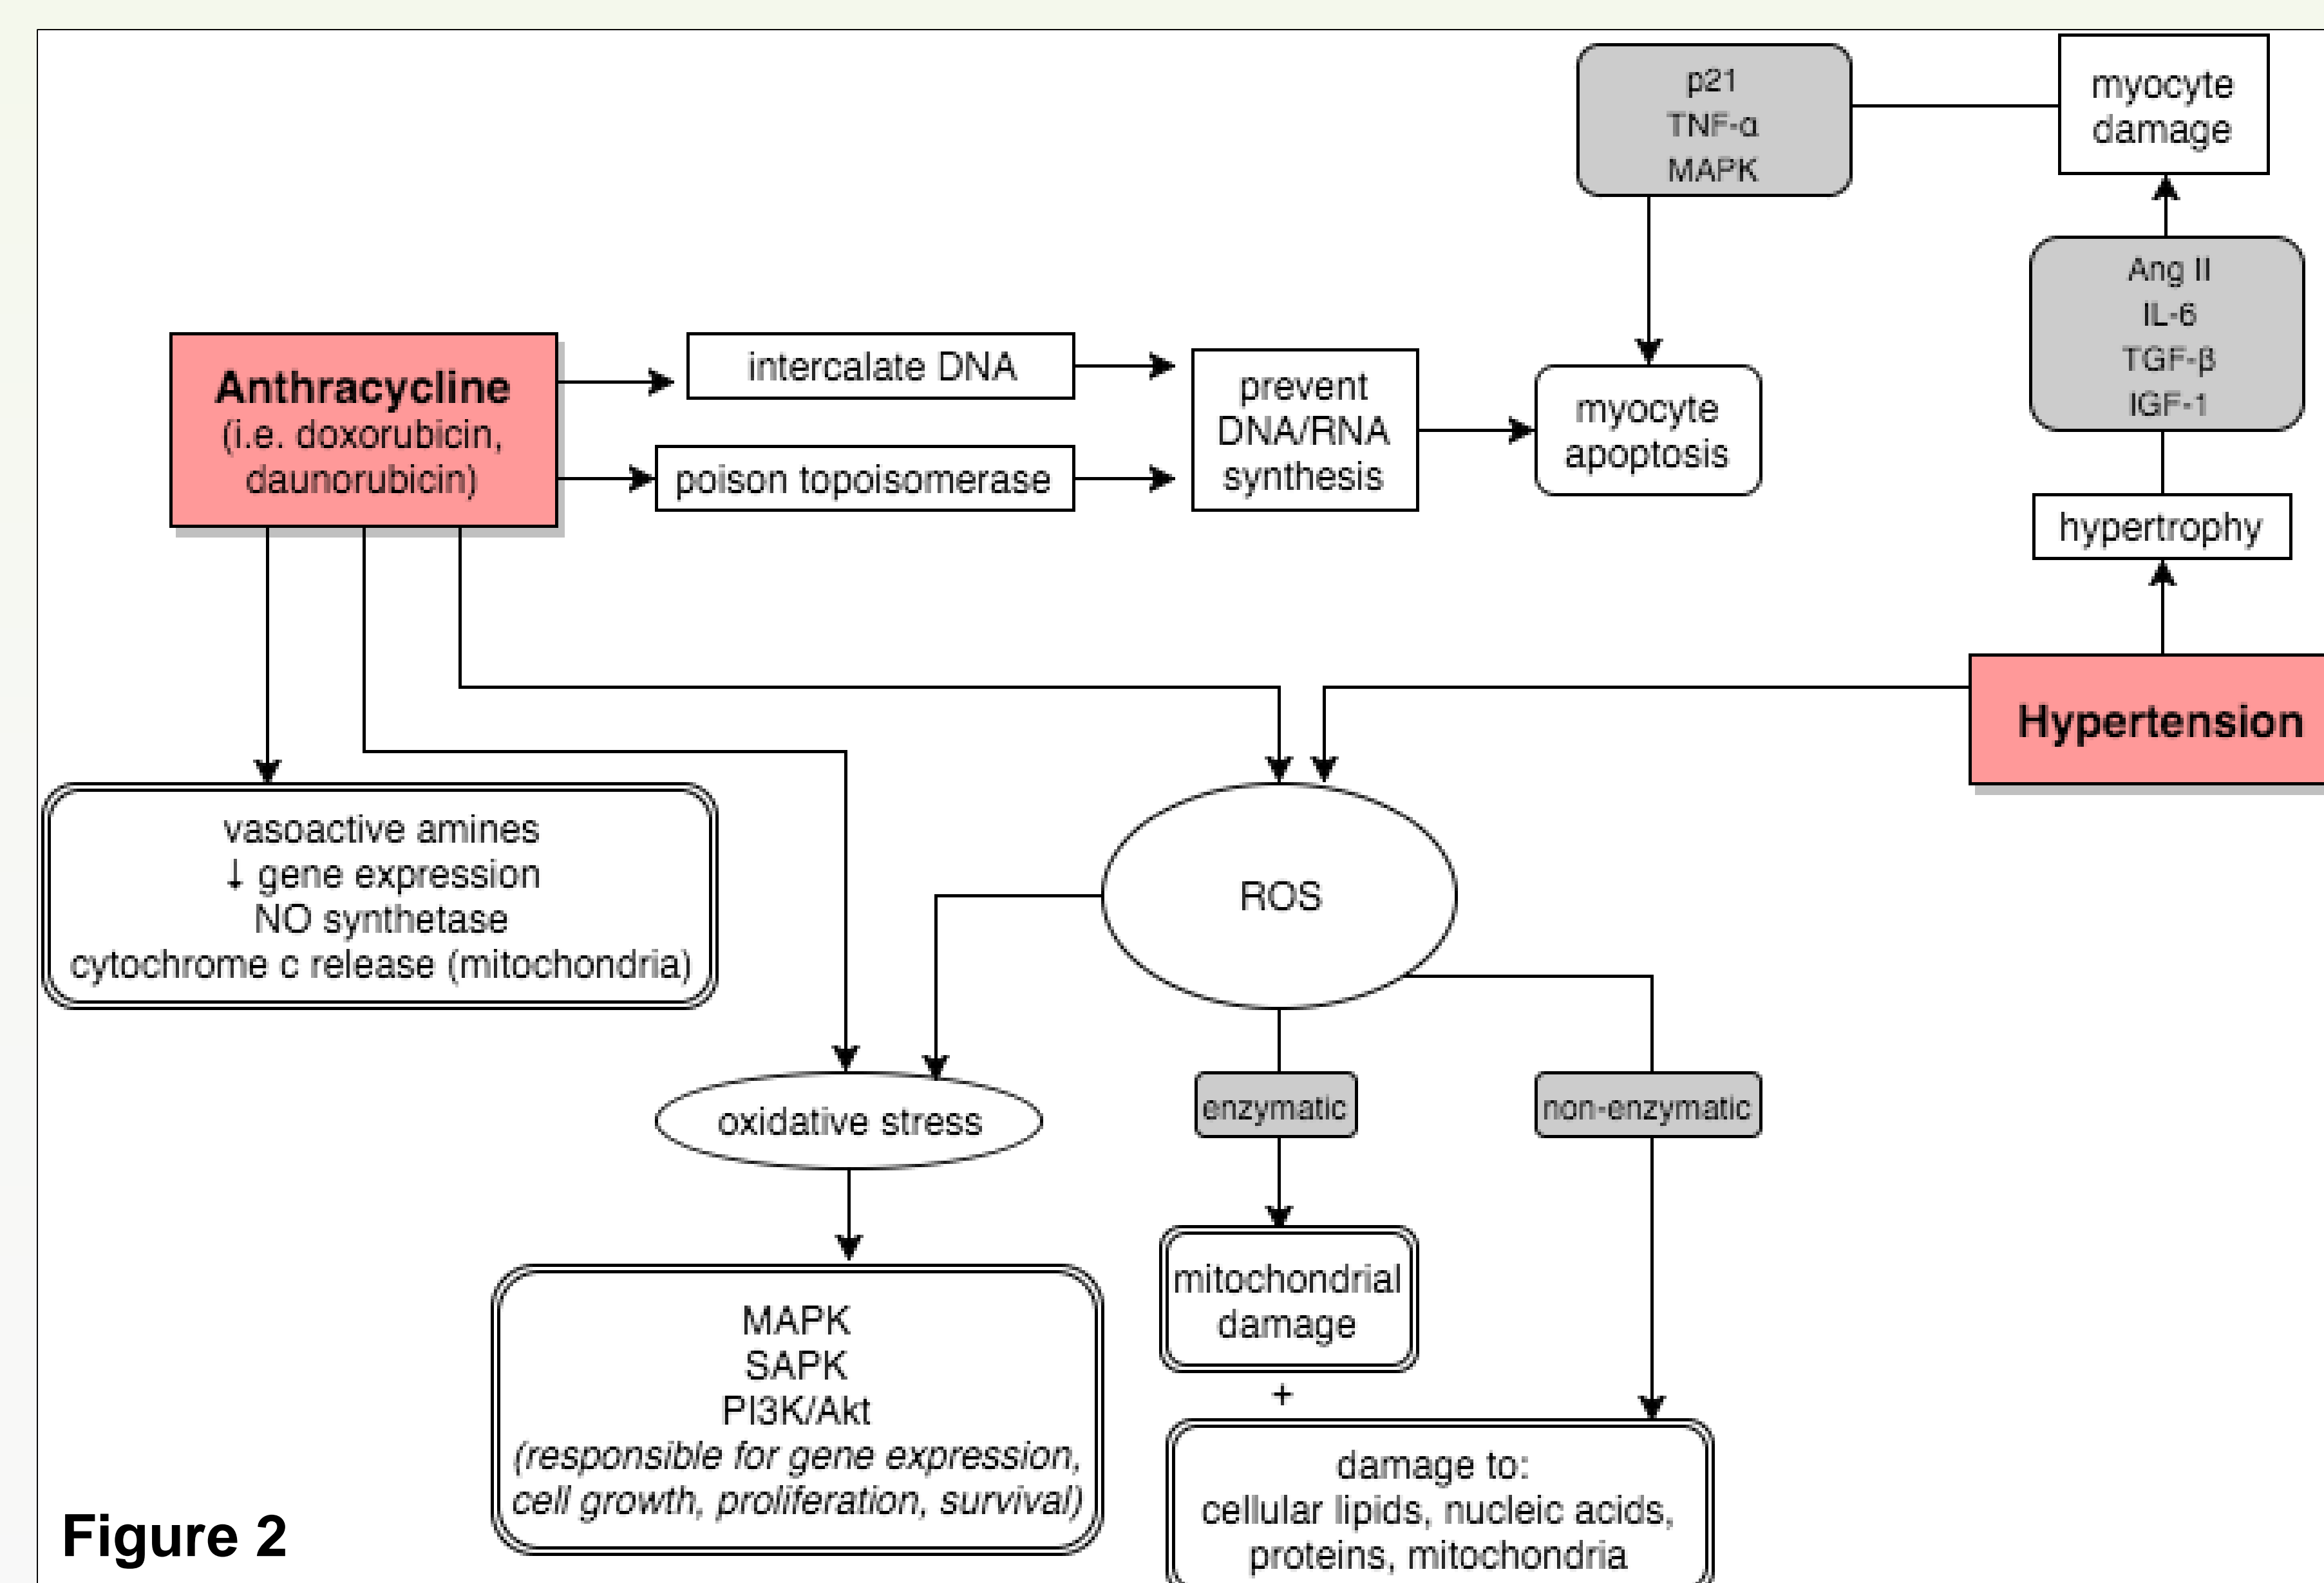 p21
TNF-α
MAPK
myocyte
damage
Ang II
IL-6
TGF-β
IGF-1
Anthracycline
(i.e. doxorubicin,
daunorubicin)
intercalate DNA
poison topoisomerase
prevent
DNA/RNA
synthesis
myocyte
apoptosis
hypertrophy
Hypertension
vasoactive amines
↓ gene expression
NO synthetase
cytochrome c release (mitochondria)
ROS
oxidative stress
enzymatic
non-enzymatic
mitochondrial
damage
+
MAPK
SAPK
PI3K/Akt
(responsible for gene expression,
cell growth, proliferation, survival)
damage to:
cellular lipids, nucleic acids,
proteins, mitochondria
Figure 2